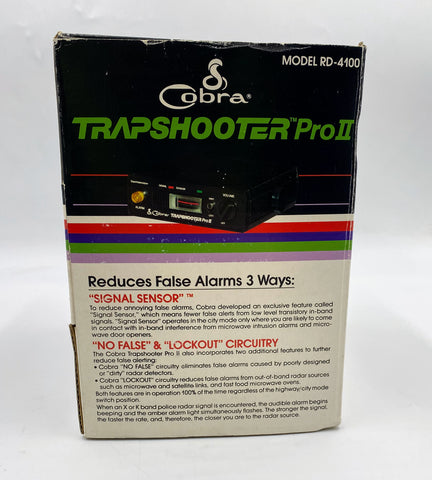 MODEL RD-4100
Cobra®
TRAPSHOOTER™ Pro II
Cobra TRAPSHOOTER Pro II
VOLUME
Reduces False Alarms 3 Ways:
"SIGNAL SENSOR"™
To reduce annoying false alarms, Cobra developed an exclusive feature called
"Signal Sensor," which means fewer false alerts from low level transistory in-band
signals. "Signal Sensor" operates in the city mode only where you are likely to come
in contact with in-band interference from microwave intrusion alarms and micro-
wave door openers.
"NO FALSE" & "LOCKOUT" CIRCUITRY
The Cobra Trapshooter Pro II also incorporates two additional features to further
reduce false alerting:
• Cobra "NO FALSE" circuitry eliminates false alarms caused by poorly designed
or "dirty" radar detectors.
• Cobra "LOCKOUT" circuitry reduces false alarms from out-of-band radar sources
such as microwave and satellite links, and fast food microwave ovens.
Both features are in operation 100% of the time regardless of the highway/city mode
switch position.
When an X or K band police radar signal is encountered, the audible alarm begins
beeping and the amber alarm light simultaneously flashes. The stronger the signal,
the faster the rate, and, therefore, the closer you are to the radar source.